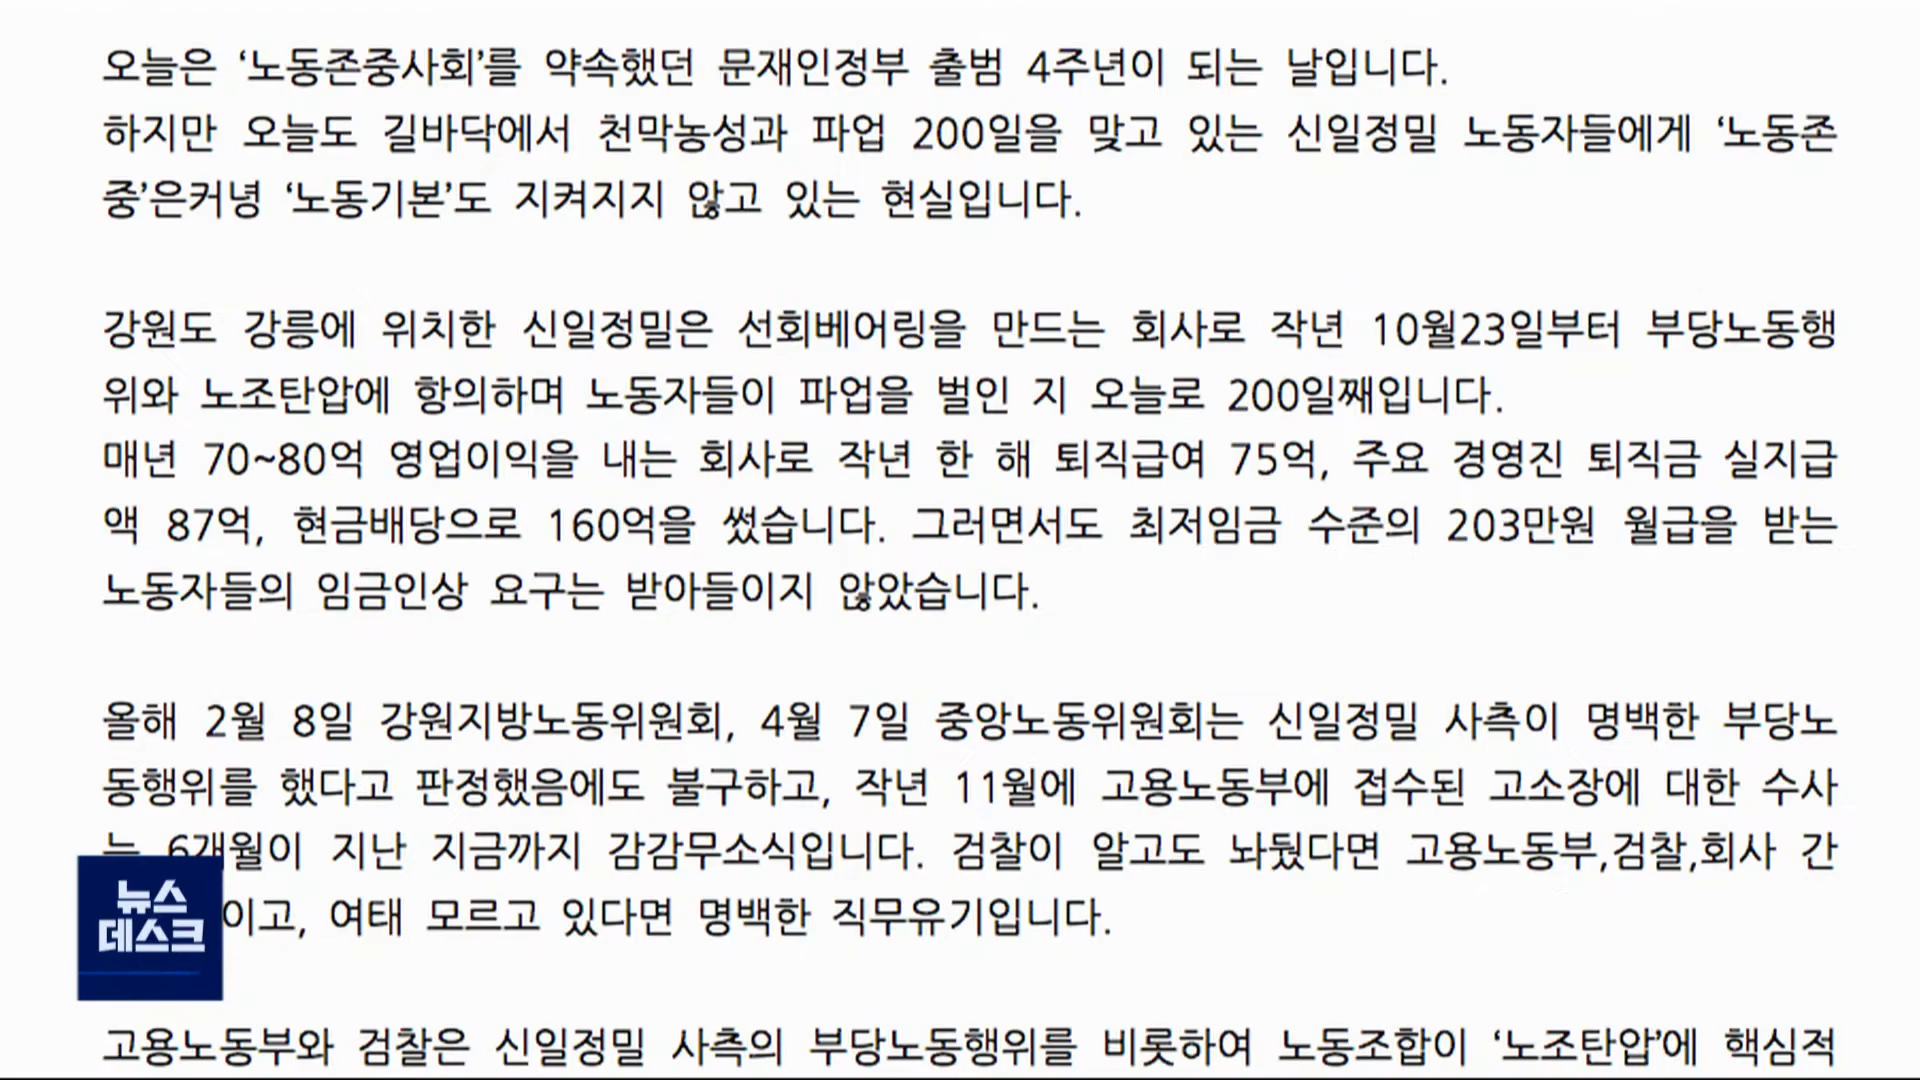 오늘은 ‘노동존중사회’를 약속했던 문재인정부 출범 4주년이 되는 날입니다.
하지만 오늘도 길바닥에서 천막농성과 파업 200일을 맞고 있는 신일정밀 노동자들에게 ‘노동존
중’은커녕 ‘노동기본’도 지켜지지 않고 있는 현실입니다.
강원도 강릉에 위치한 신일정밀은 선회베어링을 만드는 회사로 작년 10월23일부터 부당노동행
위와 노조탄압에 항의하며 노동자들이 파업을 벌인 지 오늘로 200일째입니다.
매년 70~80억 영업이익을 내는 회사로 작년 한 해 퇴직급여 75억, 주요 경영진 퇴직금 실지급
액 87억, 현금배당으로 160억을 썼습니다. 그러면서도 최저임금 수준의 203만원 월급을 받는
노동자들의 임금인상 요구는 받아들이지 않았습니다.
올해 2월 8일 강원지방노동위원회, 4월 7일 중앙노동위원회는 신일정밀 사측이 명백한 부당노
동행위를 했다고 판정했음에도 불구하고, 작년 11월에 고용노동부에 접수된 고소장에 대한 수사
는 6개월이 지난 지금까지 감감무소식입니다. 검찰이 알고도 놔뒀다면 고용노동부,검찰,회사 간
이고, 여태 모르고 있다면 명백한 직무유기입니다.
뉴스
데스크
고용노동부와 검찰은 신일정밀 사측의 부당노동행위를 비롯하여 노동조합이 ‘노조탄압’에 핵심적